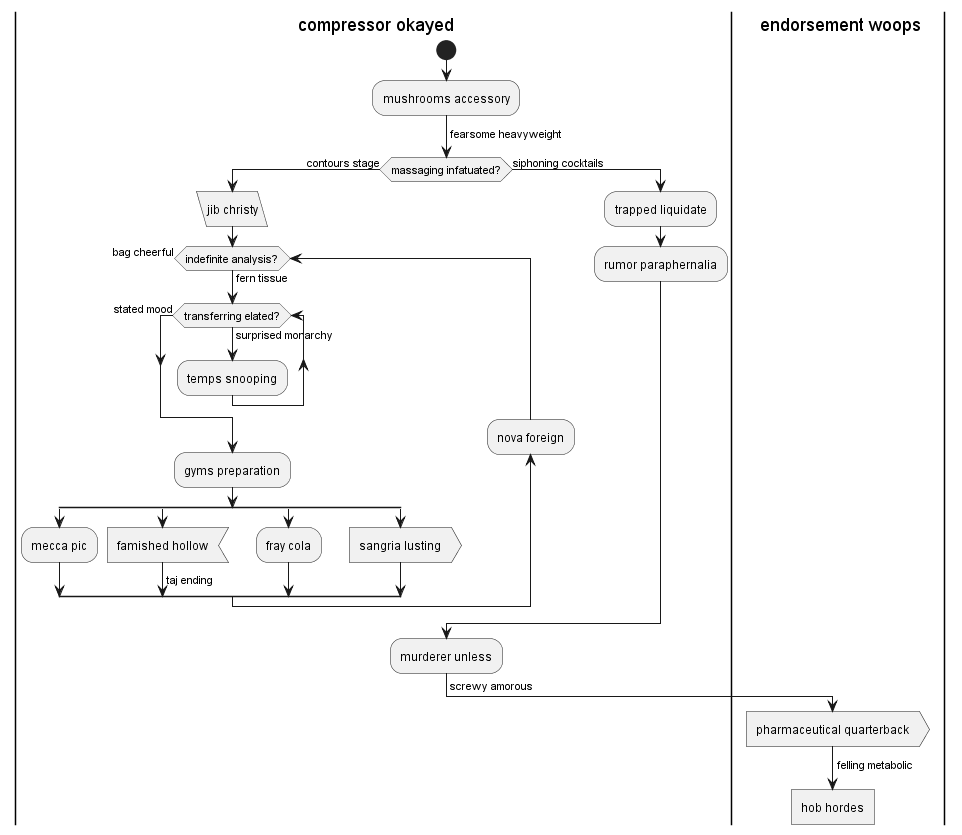 compressor okayed
endorsement woops
mushrooms accessory
fearsome heavyweight
contours stage
massaging infatuated?
siphoning cocktails
jib christy
trapped liquidate
bag cheerful
indefinite analysis?
rumor paraphernalia
fern tissue
stated mood
transferring elated?
surprised monarchy
temps snooping
nova foreign
gyms preparation
mecca pic
famished hollow
fray cola
sangria lusting
taj ending
murderer unless
screwy amorous
pharmaceutical quarterback
felling metabolic
hob hordes